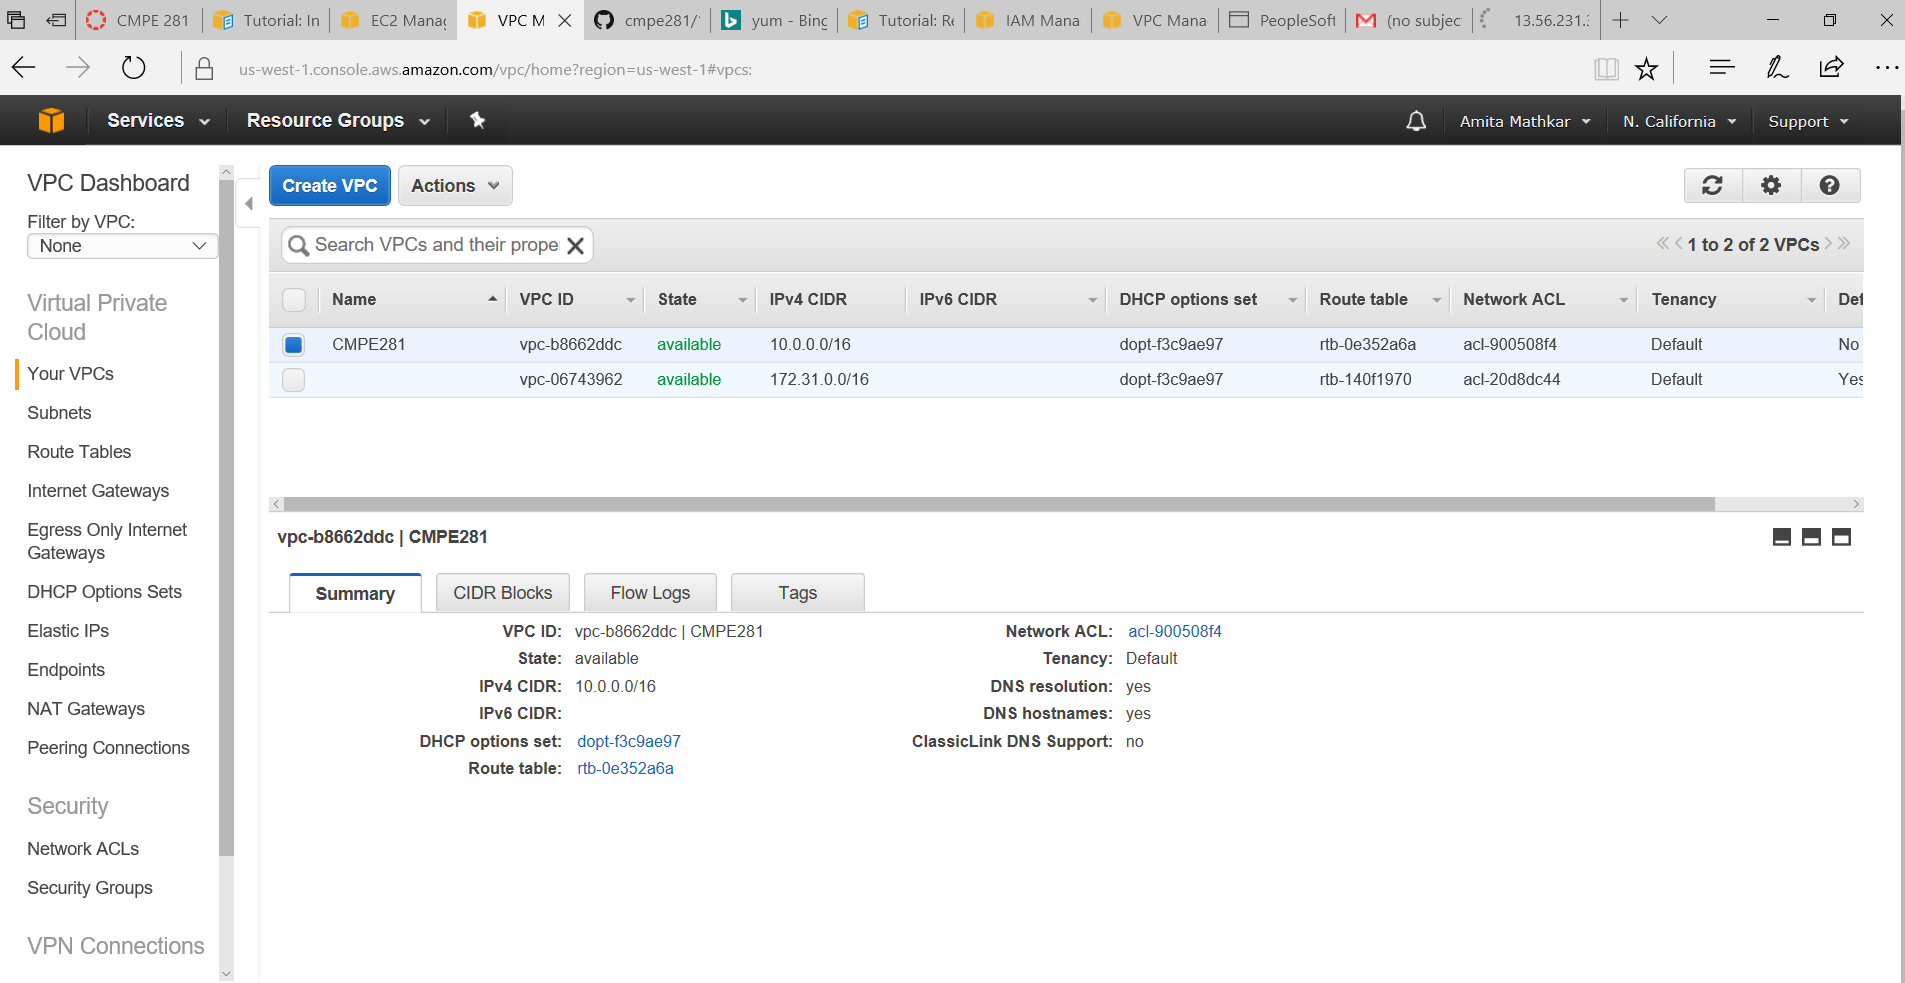 CMPE 281
Tutorial: In
EC2 Manag
VPC M
cmpe281/
yum - Bing
Tutorial: Re
IAM Mana
VPC Mana
PeopleSoft
(no subjec
13.56.231.
us-west-1.console.aws.amazon.com/vpc/home?region=us-west-1#vpcs:
Services
Resource Groups
Amita Mathkar
N. California
Support
VPC Dashboard
Filter by VPC:
None
Virtual Private
Cloud
Your VPCs
Subnets
Route Tables
Internet Gateways
Egress Only Internet
Gateways
DHCP Options Sets
Elastic IPs
Endpoints
NAT Gateways
Peering Connections
Security
Network ACLs
Security Groups
VPN Connections
Create VPC
Actions
Search VPCs and their prope
1 to 2 of 2 VPCs
Name VPC ID State IPv4 CIDR IPv6 CIDR DHCP options set Route table Network ACL Tenancy Def
CMPE281 vpc-b8662ddc available 10.0.0.0/16 dopt-f3c9ae97 rtb-0e352a6a acl-900508f4 Default No
vpc-06743962 available 172.31.0.0/16 dopt-f3c9ae97 rtb-140f1970 acl-20d8dc44 Default Yes
vpc-b8662ddc | CMPE281
Summary CIDR Blocks Flow Logs Tags
VPC ID: vpc-b8662ddc | CMPE281
State: available
IPv4 CIDR: 10.0.0.0/16
IPv6 CIDR:
DHCP options set: dopt-f3c9ae97
Route table: rtb-0e352a6a
Network ACL: acl-900508f4
Tenancy: Default
DNS resolution: yes
DNS hostnames: yes
ClassicLink DNS Support: no